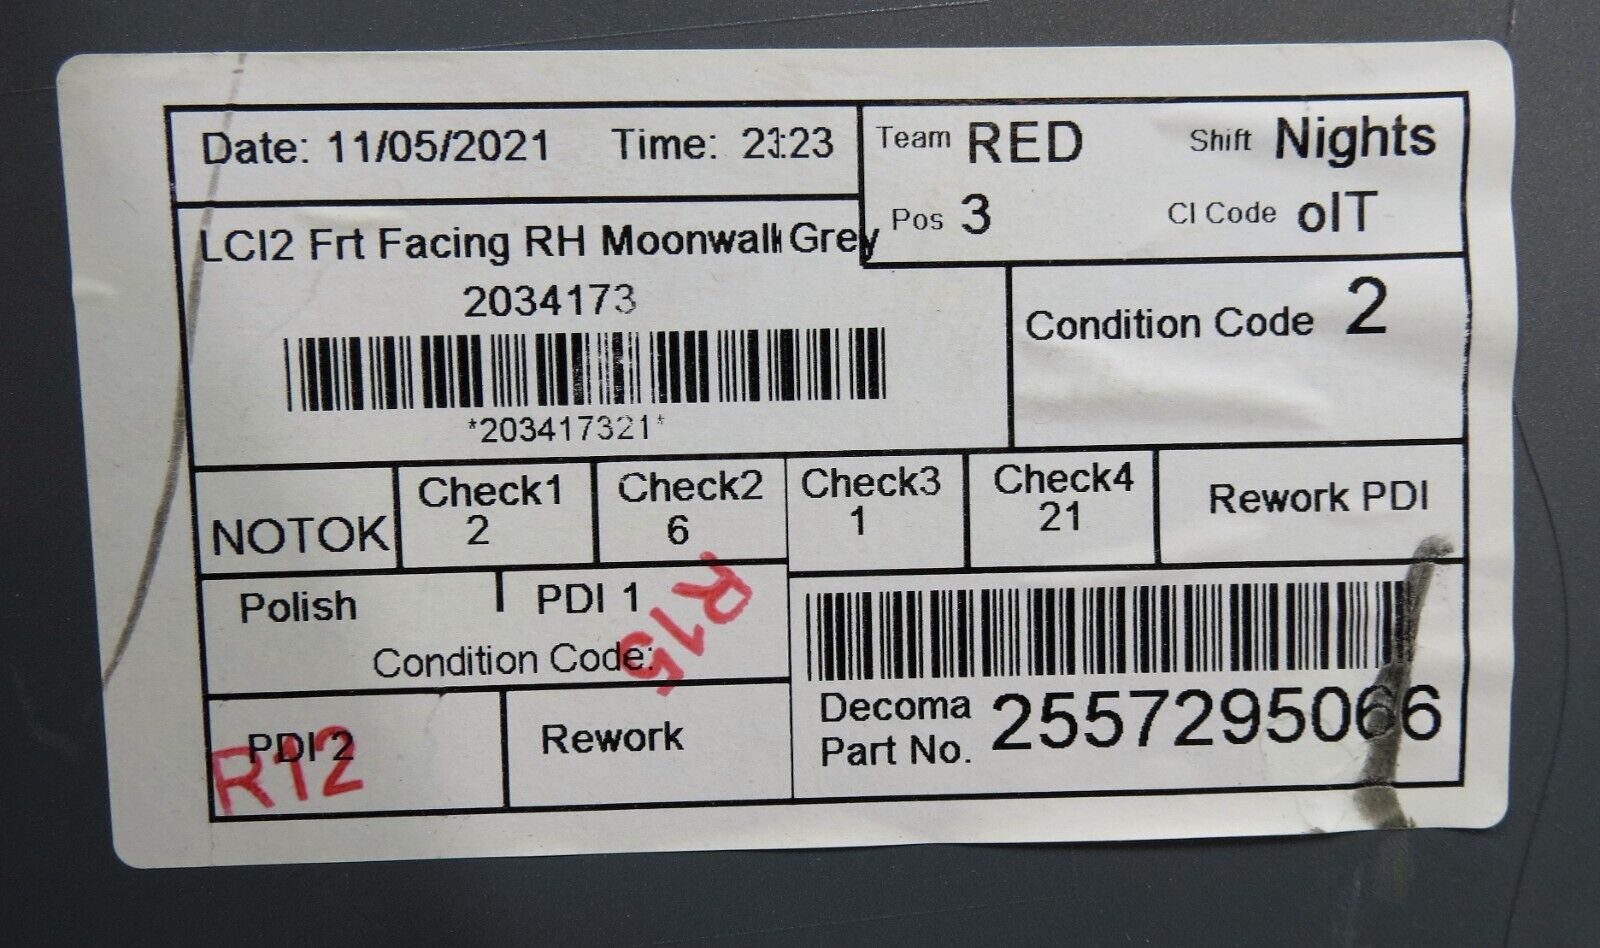 Date: 11/05/2021 Time: 21:23
Team RED Shift Nights
Pos 3 CI Code oIT
LCI2 Frt Facing RH Moonwalk Grey
2034173
*203417321*
Condition Code 2
NOTOK
Check1
2
Check2
6
Check3
1
Check4
21
Rework PDI
Polish
PDI 1
Condition Code:
R15
PDI 2
R12
Rework
Decoma
Part No. 2557295066